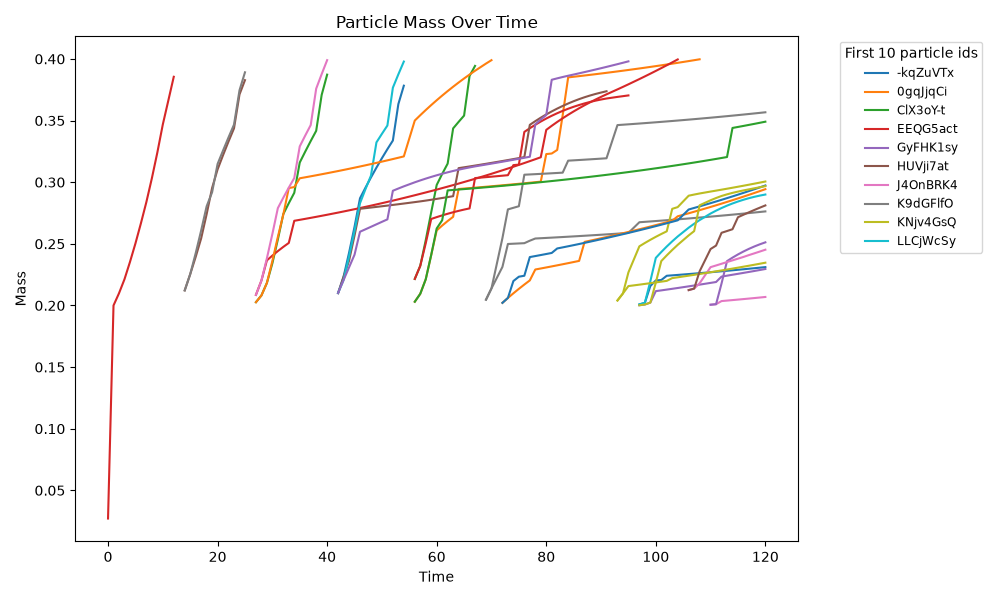 Particle Mass Over Time
Mass
0.40
0.35
0.30
0.25
0.20
0.15
0.10
0.05
0 20 40 60 80 100 120
Time
First 10 particle ids
-kqZuVTx
0gqJjqCi
ClX3oY-t
EEQG5act
GyFHK1sy
HUVji7at
J4OnBRK4
K9dGFlfO
KNjv4GsQ
LLCjWcSy